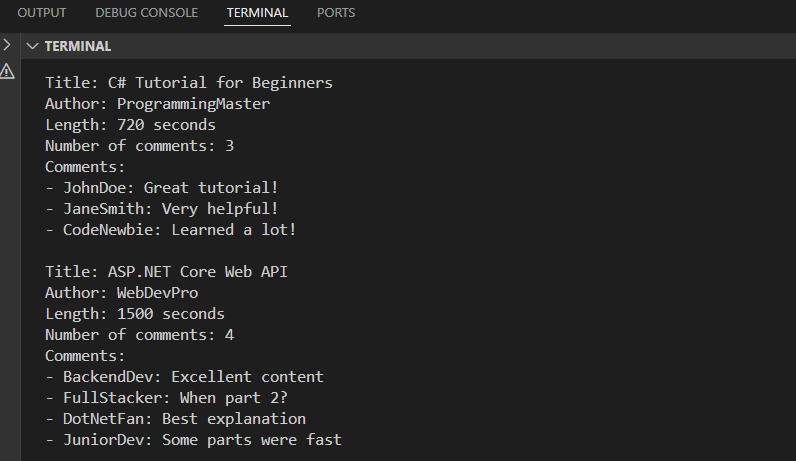 OUTPUT DEBUG CONSOLE TERMINAL PORTS
TERMINAL
Title: C# Tutorial for Beginners
Author: ProgrammingMaster
Length: 720 seconds
Number of comments: 3
Comments:
- JohnDoe: Great tutorial!
- JaneSmith: Very helpful!
- CodeNewbie: Learned a lot!
Title: ASP.NET Core Web API
Author: WebDevPro
Length: 1500 seconds
Number of comments: 4
Comments:
- BackendDev: Excellent content
- FullStacker: When part 2?
- DotNetFan: Best explanation
- JuniorDev: Some parts were fast